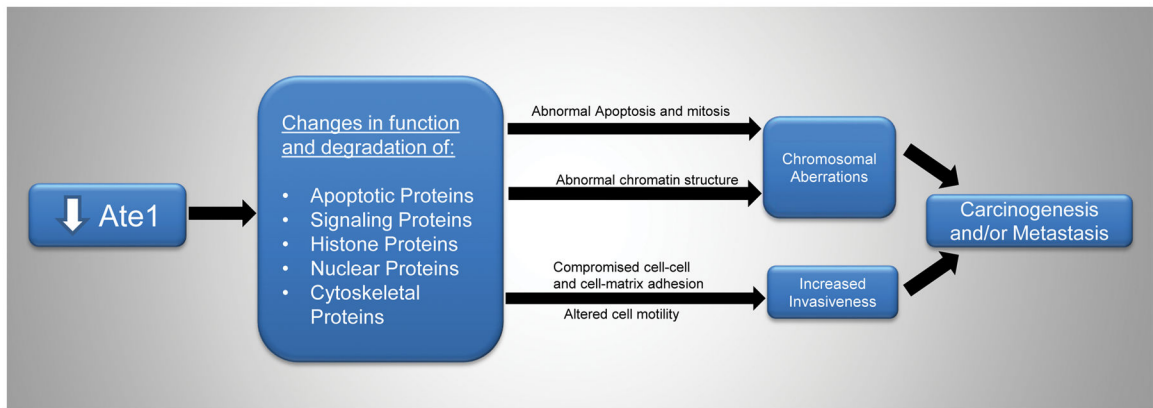 Ate1
Changes in function
and degradation of:
• Apoptotic Proteins
• Signaling Proteins
• Histone Proteins
• Nuclear Proteins
• Cytoskeletal
Proteins
Abnormal Apoptosis and mitosis
Abnormal chromatin structure
Compromised cell-cell
and cell-matrix adhesion
Altered cell motility
Chromosomal
Aberrations
Increased
Invasiveness
Carcinogenesis
and/or Metastasis